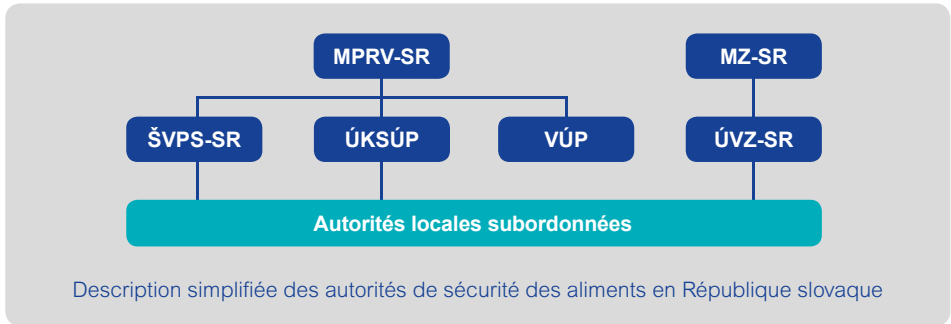 MPRV-SR MZ-SR
ŠVPS-SR ÚKSÚP VÚP ÚVZ-SR
Autorités locales subordonnées
Description simplifiée des autorités de sécurité des aliments en République slovaque